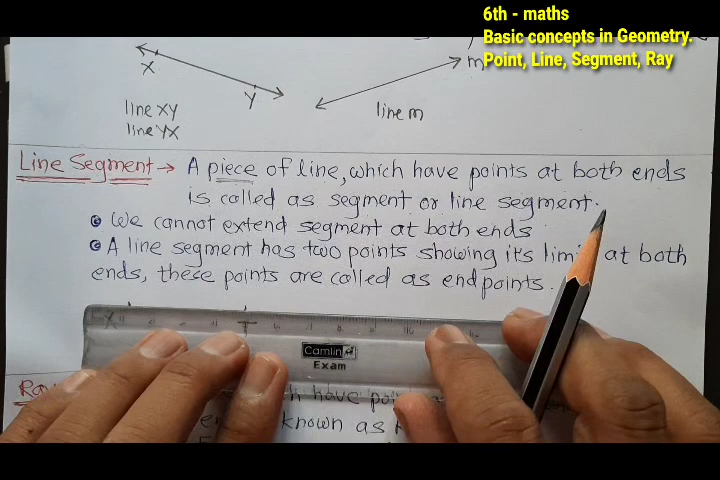 6th - maths
Basic concepts in Geometry.
Point, Line, Segment, Ray
X
Y
m
line XY
line YX
line m
Line Segment → A piece of line, which have points at both ends
is called as segment or line segment.
We cannot extend segment at both ends
A line segment has two points showing it's limit at both
ends, these points are called as endpoints.
Camlin
Exam
have
known as